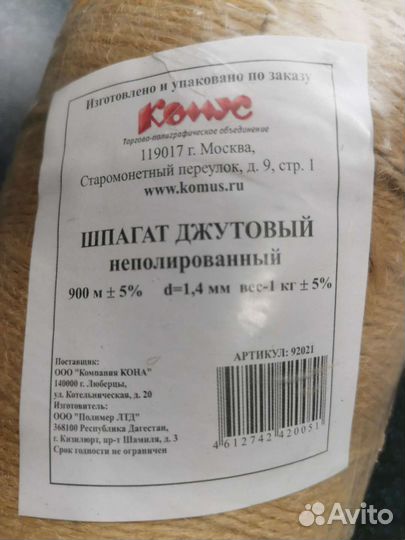 Изготовлено и упаковано по заказу
Комус
Торгово-полиграфическое объединение
119017 г. Москва,
Старомонетный переулок, д. 9, стр. 1
www.komus.ru
ШПАГАТ ДЖУТОВЫЙ
неполированный
900 м ± 5% d=1,4 мм вес-1 кг ± 5%
Поставщик:
ООО "Компания КОНА"
140000 г. Люберцы,
ул. Котельническая, д. 20
Изготовитель:
ООО "Полимер ЛТД"
368100 Республика Дагестан,
г. Кизилюрт, пр-т Шамиля, д. 3
Срок годности не ограничен
АРТИКУЛ: 92021
4 612742 420051
Avito